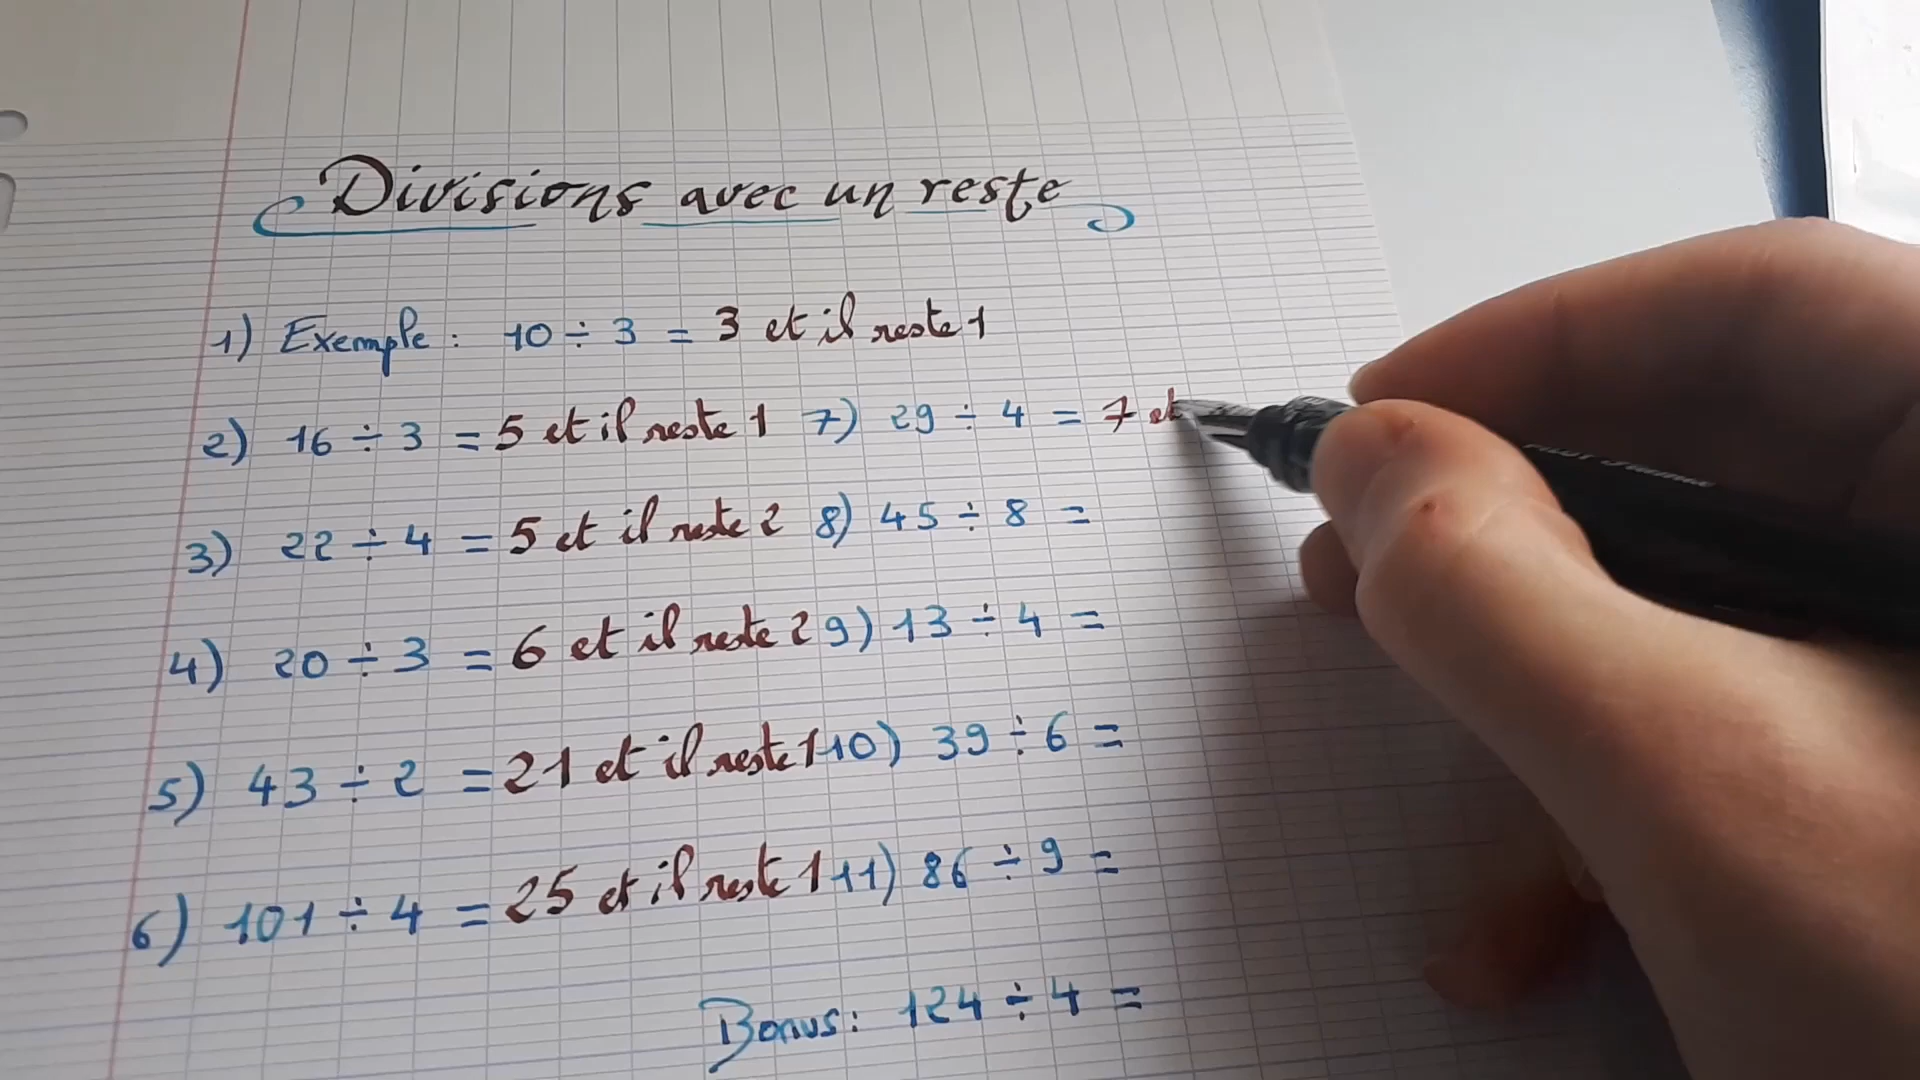 Divisions avec un reste
1) Exemple : 10 ÷ 3 = 3 et il reste 1
2) 16 ÷ 3 = 5 et il reste 1
3) 22 ÷ 4 = 5 et il reste 2
4) 20 ÷ 3 = 6 et il reste 2
5) 43 ÷ 2 = 21 et il reste 1
6) 101 ÷ 4 = 25 et il reste 1
7) 29 ÷ 4 = 7 et
8) 45 ÷ 8 =
9) 13 ÷ 4 =
10) 39 ÷ 6 =
11) 86 ÷ 9 =
Bonus : 124 ÷ 4 =